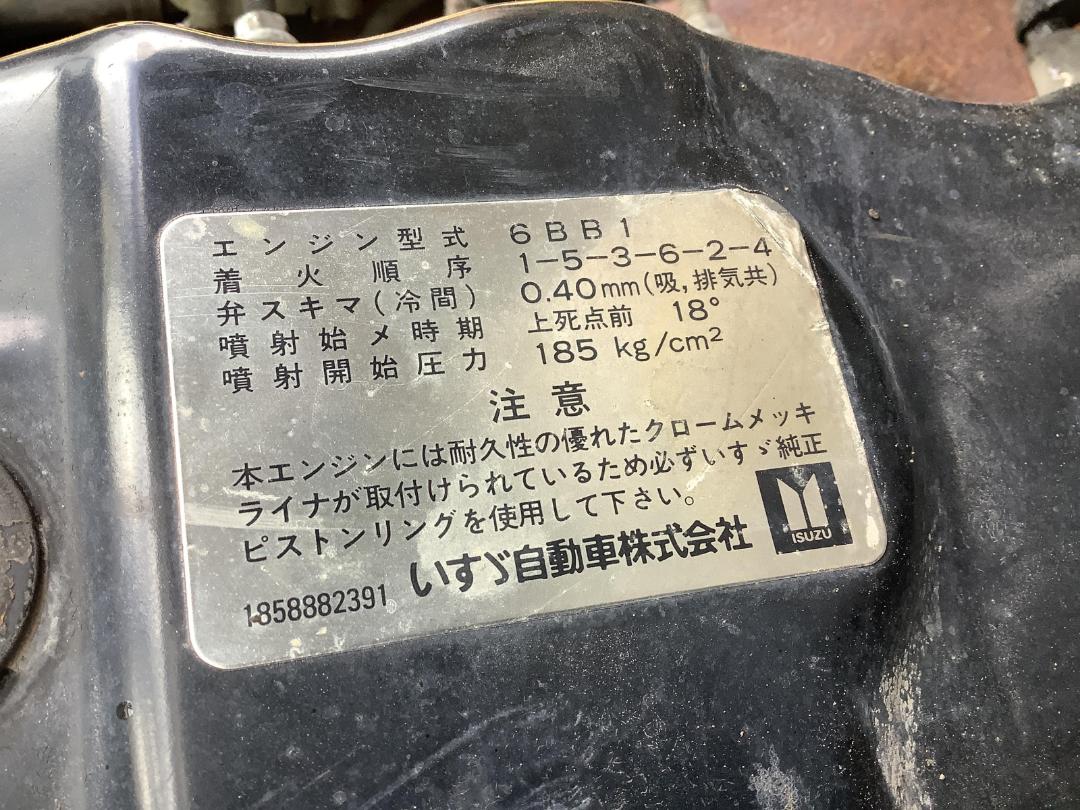 エンジン型式 6BB1
着火順序 1-5-3-6-2-4
弁スキマ(冷間) 0.40mm(吸,排気共)
噴射始メ時期 上死点前 18°
噴射開始圧力 185 kg/cm²
注意
本エンジンには耐久性の優れたクロームメッキ
ライナが取付けられているため必ずいすゞ純正
ピストンリングを使用して下さい。
1858882391 いすゞ自動車株式会社
ISUZU